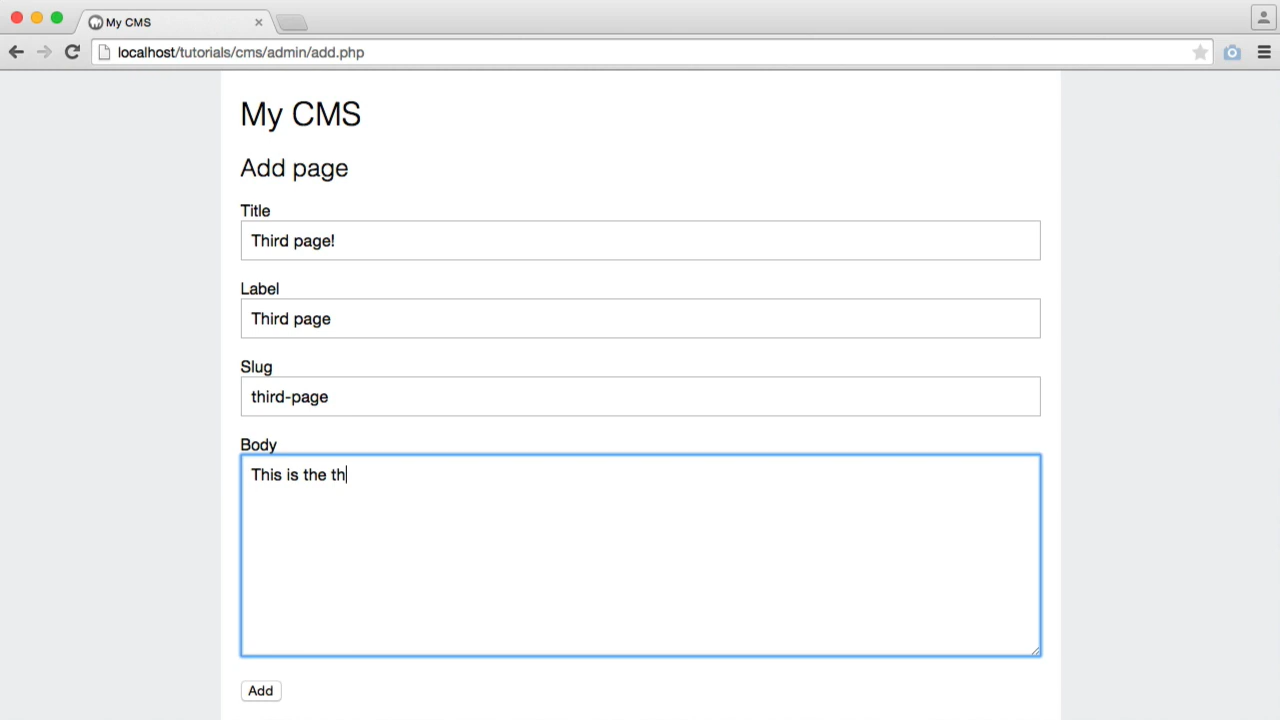 My CMS
localhost/tutorials/cms/admin/add.php
My CMS
Add page
Title
Third page!
Label
Third page
Slug
third-page
Body
This is the th
Add